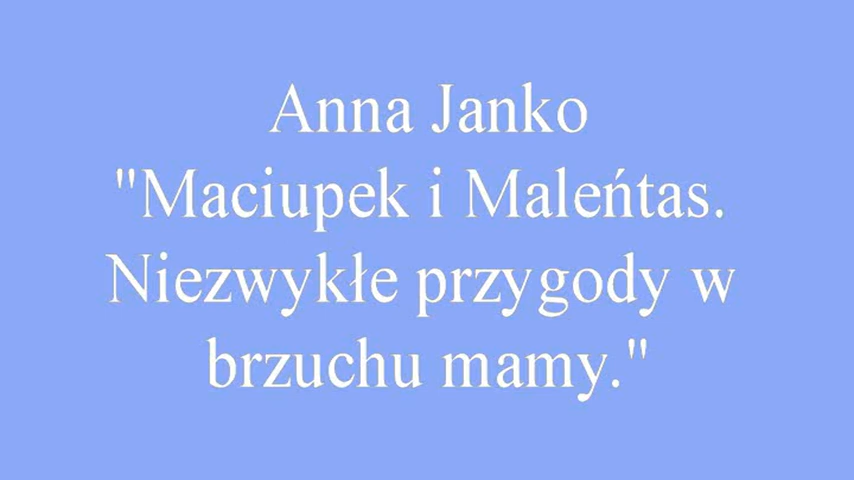 Anna Janko
"Maciupek i Maleńtas.
Niezwykłe przygody w
brzuchu mamy."